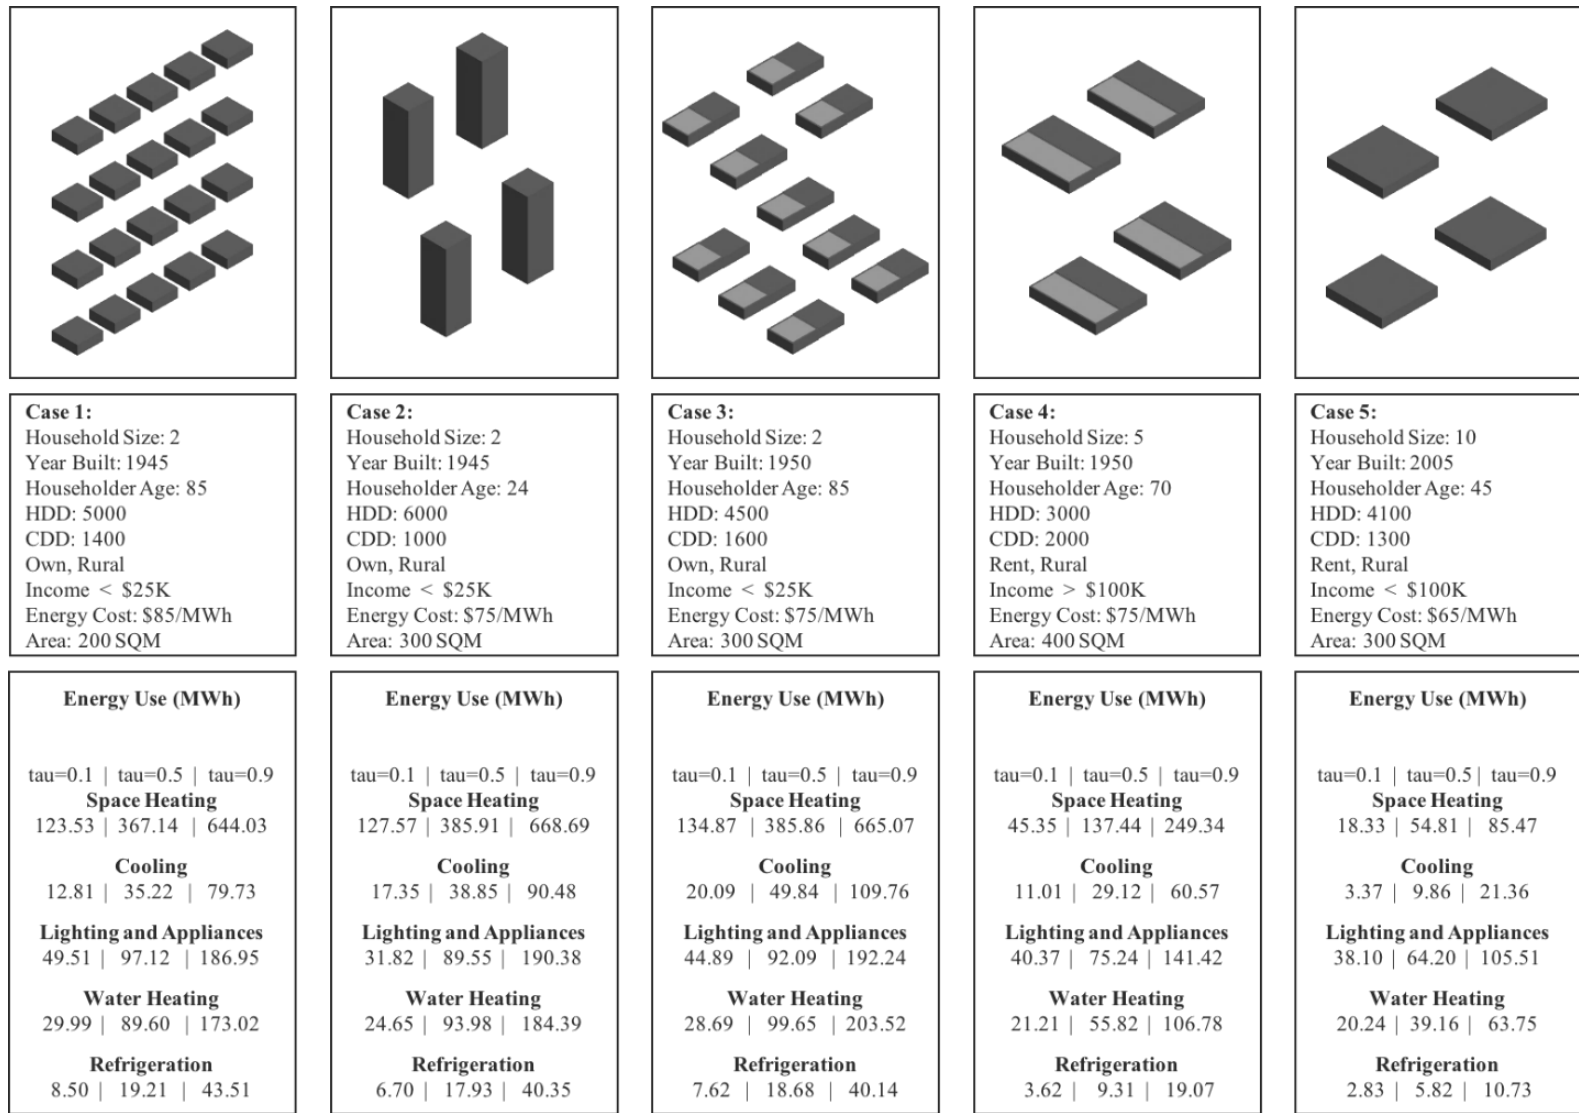 Case 1:
Household Size: 2
Year Built: 1945
Householder Age: 85
HDD: 5000
CDD: 1400
Own, Rural
Income < $25K
Energy Cost: $85/MWh
Area: 200 SQM
Case 2:
Household Size: 2
Year Built: 1945
Householder Age: 24
HDD: 6000
CDD: 1000
Own, Rural
Income < $25K
Energy Cost: $75/MWh
Area: 300 SQM
Case 3:
Household Size: 2
Year Built: 1950
Householder Age: 85
HDD: 4500
CDD: 1600
Own, Rural
Income < $25K
Energy Cost: $75/MWh
Area: 300 SQM
Case 4:
Household Size: 5
Year Built: 1950
Householder Age: 70
HDD: 3000
CDD: 2000
Rent, Rural
Income > $100K
Energy Cost: $75/MWh
Area: 400 SQM
Case 5:
Household Size: 10
Year Built: 2005
Householder Age: 45
HDD: 4100
CDD: 1300
Rent, Rural
Income < $100K
Energy Cost: $65/MWh
Area: 300 SQM
Energy Use (MWh)
tau=0.1 | tau=0.5 | tau=0.9
Space Heating
123.53 | 367.14 | 644.03
Cooling
12.81 | 35.22 | 79.73
Lighting and Appliances
49.51 | 97.12 | 186.95
Water Heating
29.99 | 89.60 | 173.02
Refrigeration
8.50 | 19.21 | 43.51
Energy Use (MWh)
tau=0.1 | tau=0.5 | tau=0.9
Space Heating
127.57 | 385.91 | 668.69
Cooling
17.35 | 38.85 | 90.48
Lighting and Appliances
31.82 | 89.55 | 190.38
Water Heating
24.65 | 93.98 | 184.39
Refrigeration
6.70 | 17.93 | 40.35
Energy Use (MWh)
tau=0.1 | tau=0.5 | tau=0.9
Space Heating
134.87 | 385.86 | 665.07
Cooling
20.09 | 49.84 | 109.76
Lighting and Appliances
44.89 | 92.09 | 192.24
Water Heating
28.69 | 99.65 | 203.52
Refrigeration
7.62 | 18.68 | 40.14
Energy Use (MWh)
tau=0.1 | tau=0.5 | tau=0.9
Space Heating
45.35 | 137.44 | 249.34
Cooling
11.01 | 29.12 | 60.57
Lighting and Appliances
40.37 | 75.24 | 141.42
Water Heating
21.21 | 55.82 | 106.78
Refrigeration
3.62 | 9.31 | 19.07
Energy Use (MWh)
tau=0.1 | tau=0.5 | tau=0.9
Space Heating
18.33 | 54.81 | 85.47
Cooling
3.37 | 9.86 | 21.36
Lighting and Appliances
38.10 | 64.20 | 105.51
Water Heating
20.24 | 39.16 | 63.75
Refrigeration
2.83 | 5.82 | 10.73